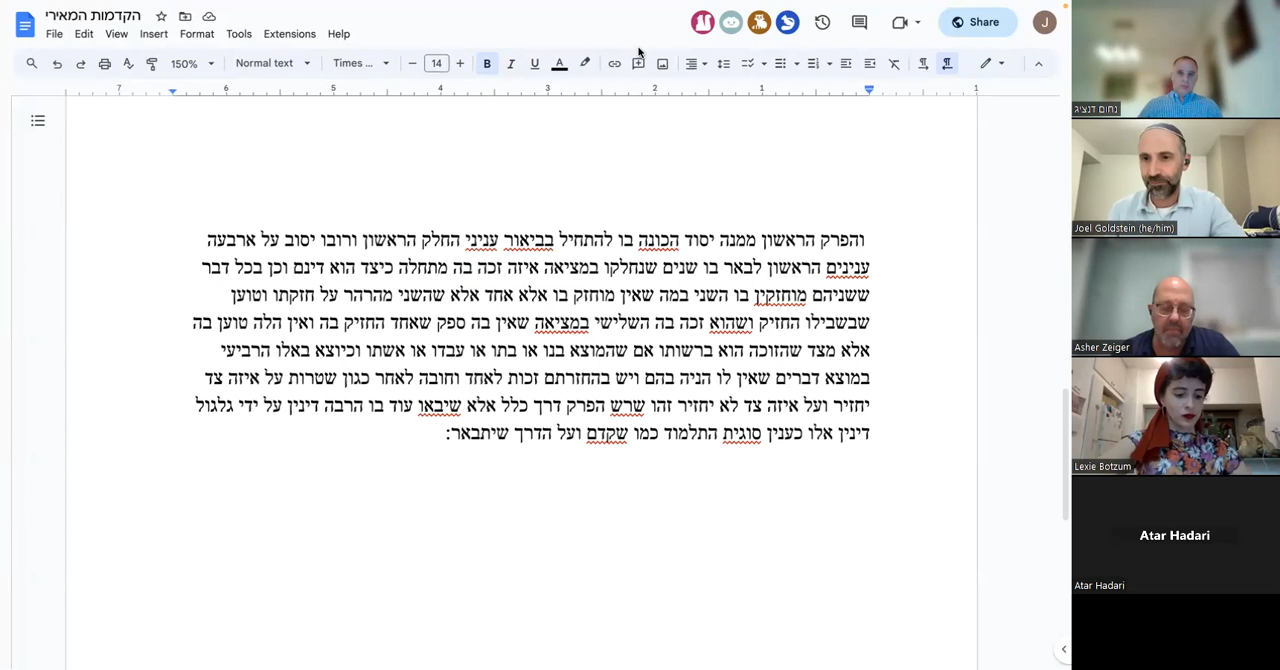 הקדמות המאירי
File Edit View Insert Format Tools Extensions Help
Share
J
150% Normal text Times ... 14 B I U A
7 6 5 4 3 2 1 1
והפרק הראשון ממנה יסוד הכונה בו להתחיל בביאור עניני החלק הראשון ורובו יסוב על ארבעה
ענינים הראשון לבאר בו שנים שנחלקו במציאה איזה זכה בה מתחלה כיצד הוא דינם וכן בכל דבר
ששניהם מוחזקין בו השני במה שאין מוחזק בו אלא אחד אלא שהשני מהרהר על חזקתו וטוען
שבשבילו החזיק ושהוא זכה בה השלישי במציאה שאין בה ספק שאחד החזיק בה ואין הלה טוען בה
אלא מצד שהזוכה הוא ברשותו אם שהמוצא בנו או בתו או עבדו או אשתו וכיוצא באלו הרביעי
במוצא דברים שאין לו הניה בהם ויש בהחזרתם זכות לאחד וחובה לאחר כגון שטרות על איזה צד
יחזיר ועל איזה צד לא יחזיר זהו שרש הפרק דרך כלל אלא שיבאו עוד בו הרבה דינין על ידי גלגול
דינין אלו כענין סוגית התלמוד כמו שקדם ועל הדרך שיתבאר:
נחום דנציג
Joel Goldstein (he/him)
Asher Zeiger
Lexie Botzum
Atar Hadari
Atar Hadari